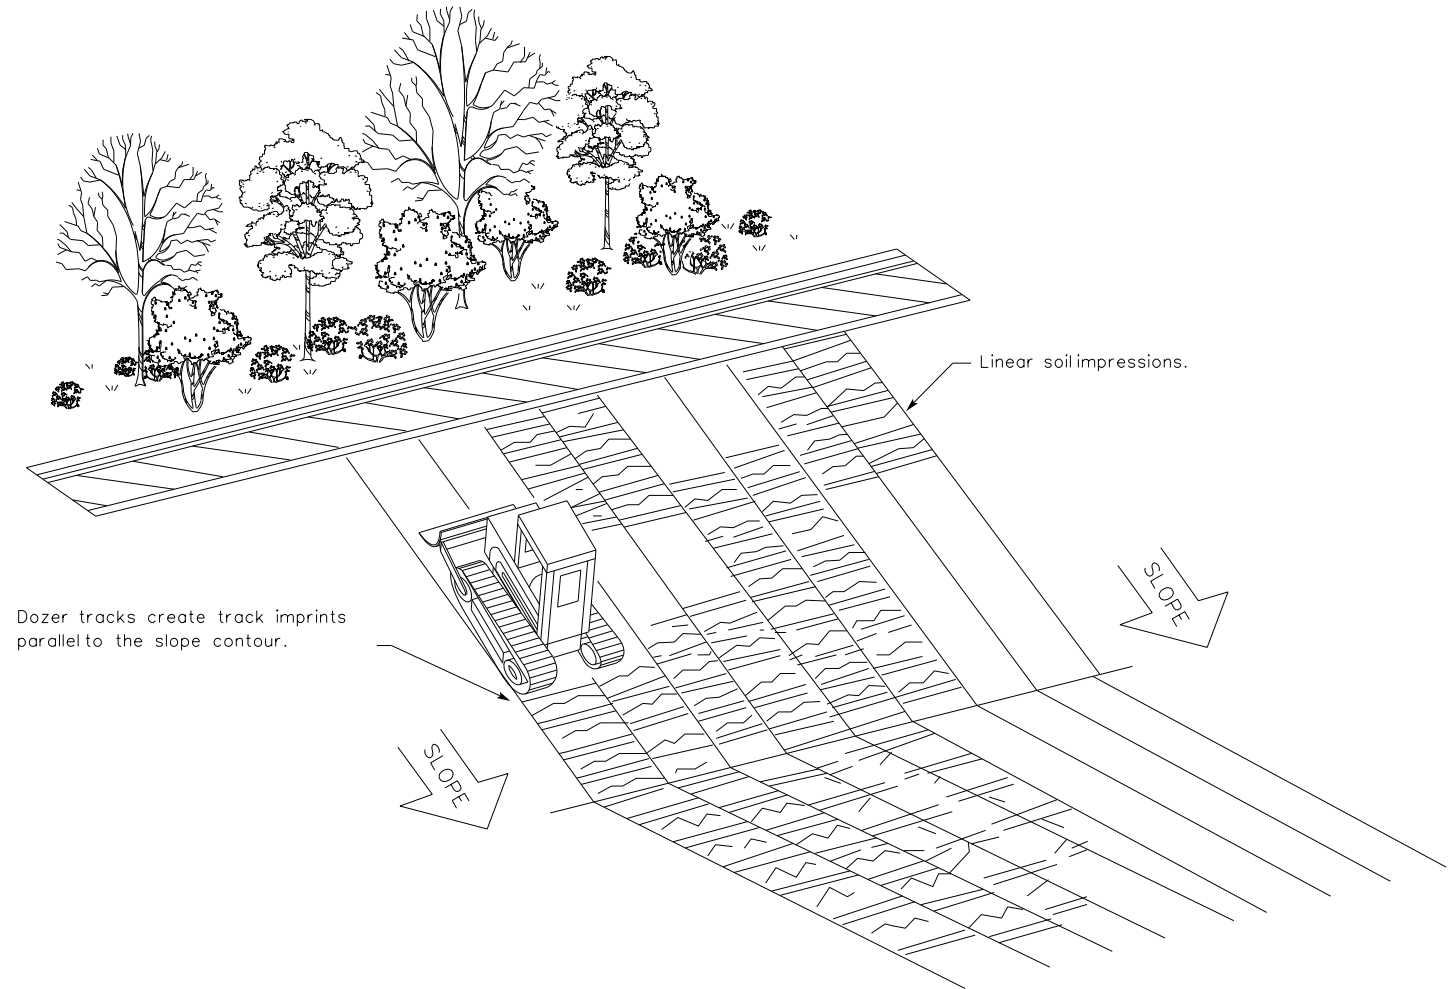 Linear soil impressions.
SLOPE
Dozer tracks create track imprints
parallel to the slope contour.
SLOPE